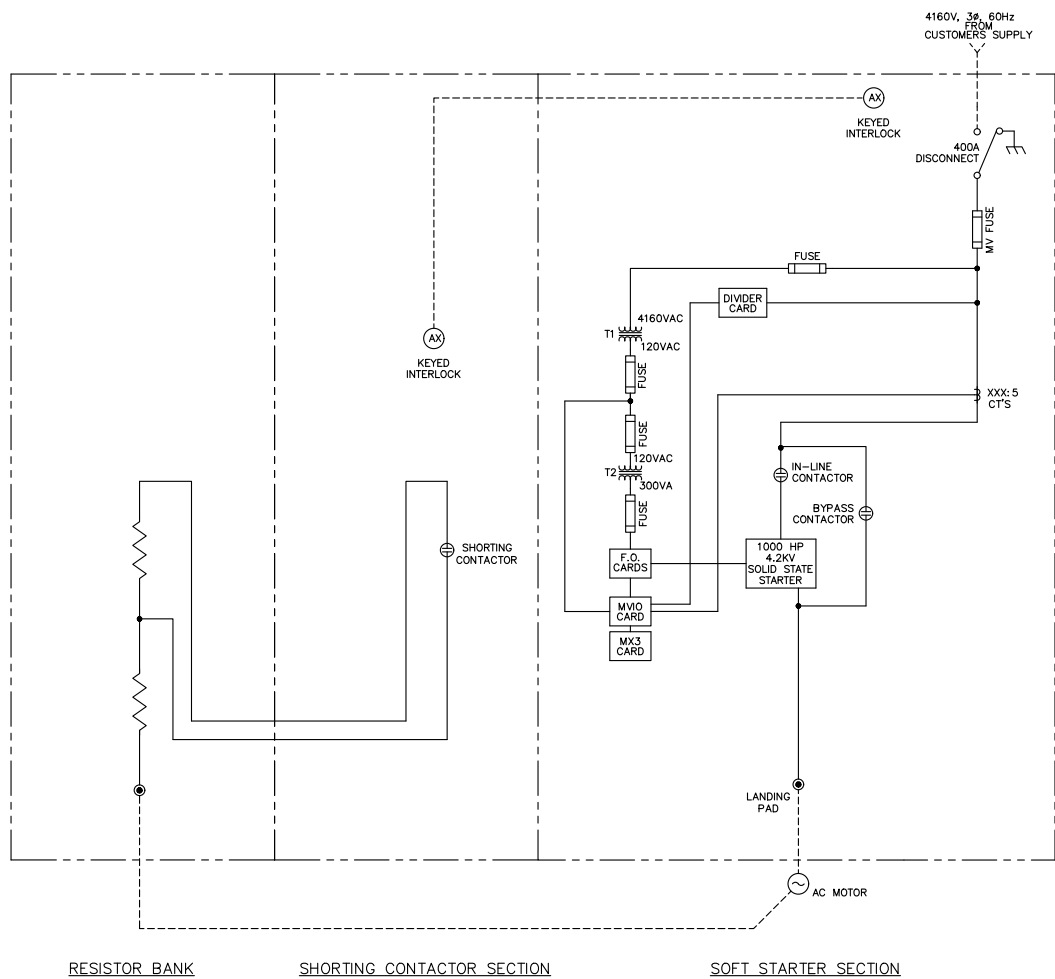 4160V, 3ø, 60Hz
FROM
CUSTOMERS SUPPLY
AX
KEYED
INTERLOCK
400A
DISCONNECT
MV FUSE
FUSE
DIVIDER
CARD
4160VAC
T1
120VAC
FUSE
AX
KEYED
INTERLOCK
XXX:5
CT'S
FUSE
120VAC
T2
300VA
FUSE
IN-LINE
CONTACTOR
BYPASS
CONTACTOR
SHORTING
CONTACTOR
F.O.
CARDS
1000 HP
4.2KV
SOLID STATE
STARTER
MVIO
CARD
MX3
CARD
LANDING
PAD
AC MOTOR
RESISTOR BANK
SHORTING CONTACTOR SECTION
SOFT STARTER SECTION